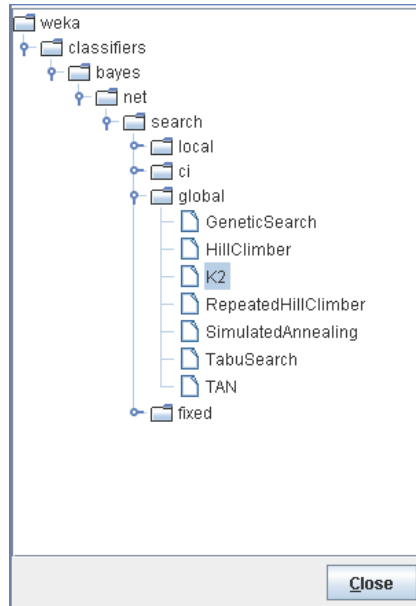 weka
classifiers
bayes
net
search
local
ci
global
GeneticSearch
HillClimber
K2
RepeatedHillClimber
SimulatedAnnealing
TabuSearch
TAN
fixed
Close